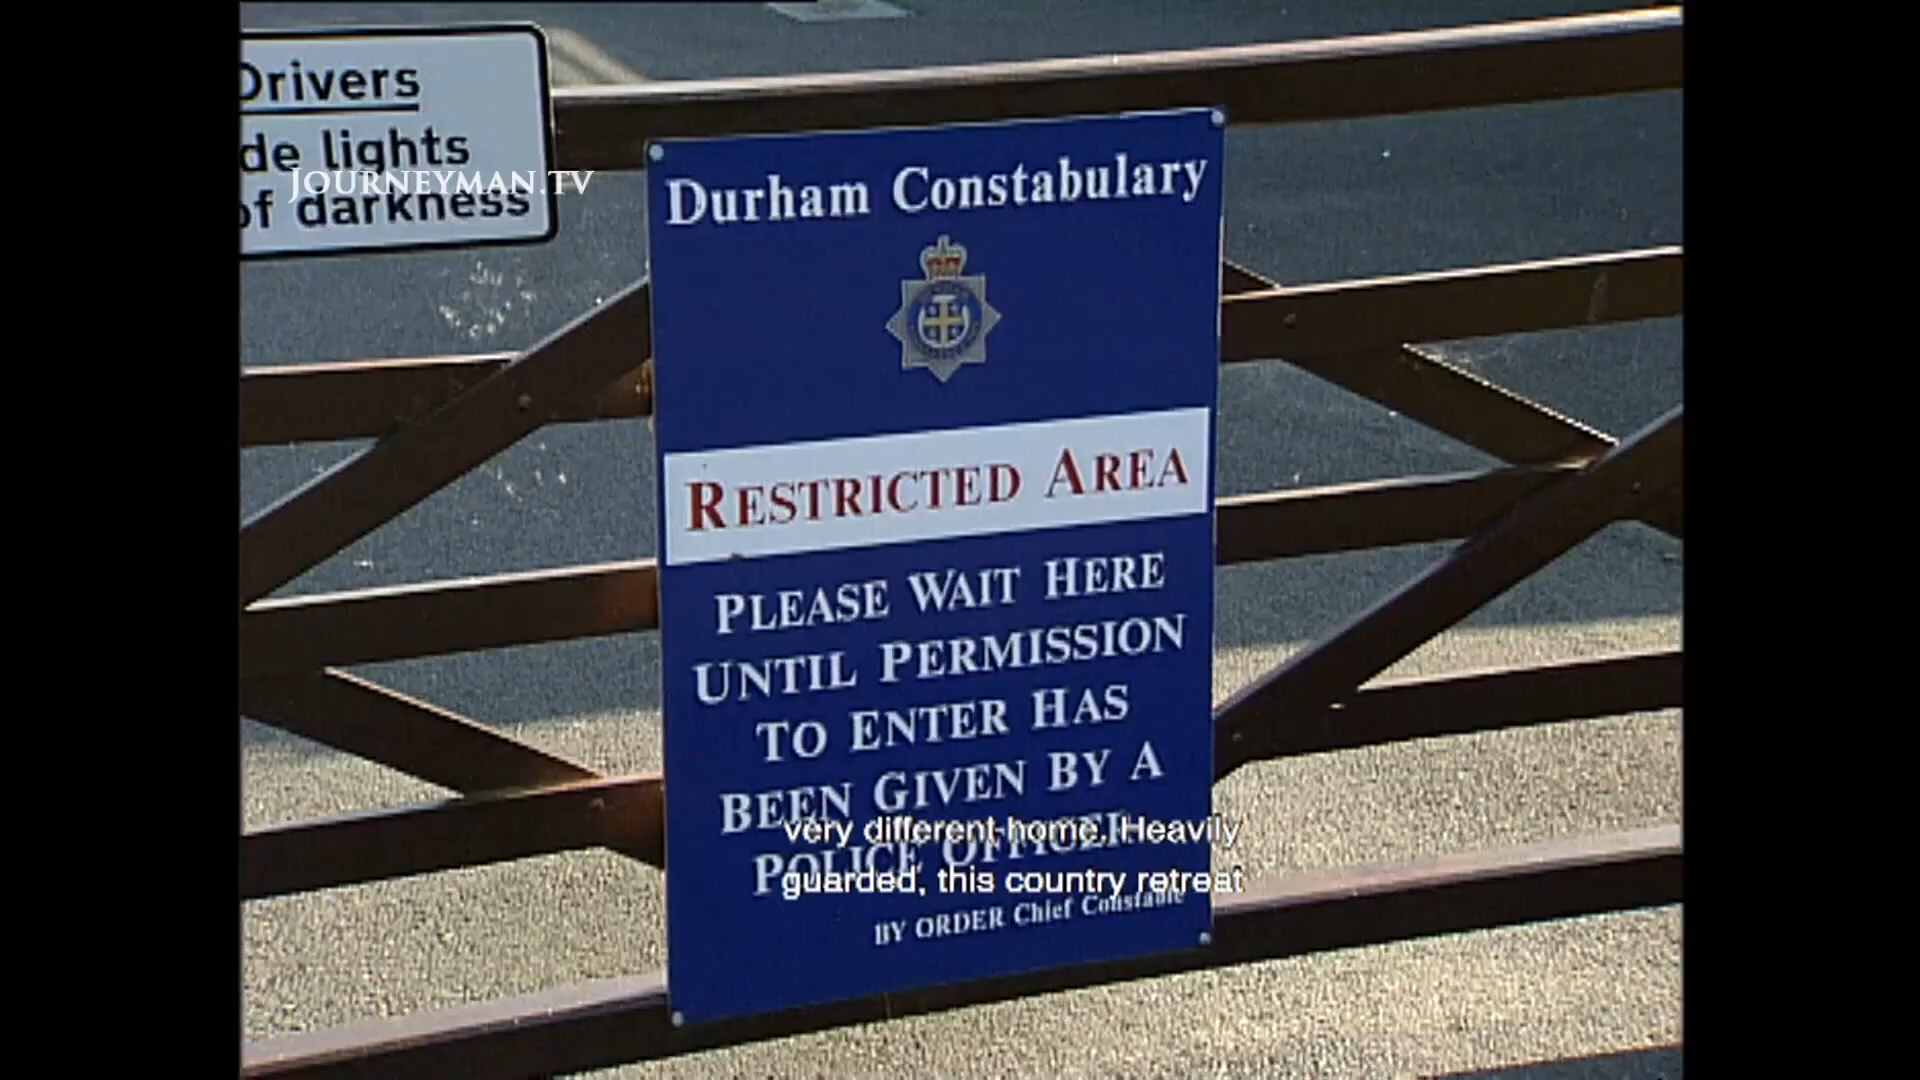 Drivers
de lights
of darkness
JOURNEYMAN.TV
Durham Constabulary
RESTRICTED AREA
PLEASE WAIT HERE
UNTIL PERMISSION
TO ENTER HAS
BEEN GIVEN BY A
POLICE OFFICER
BY ORDER Chief Constable
very different home. Heavily
guarded, this country retreat